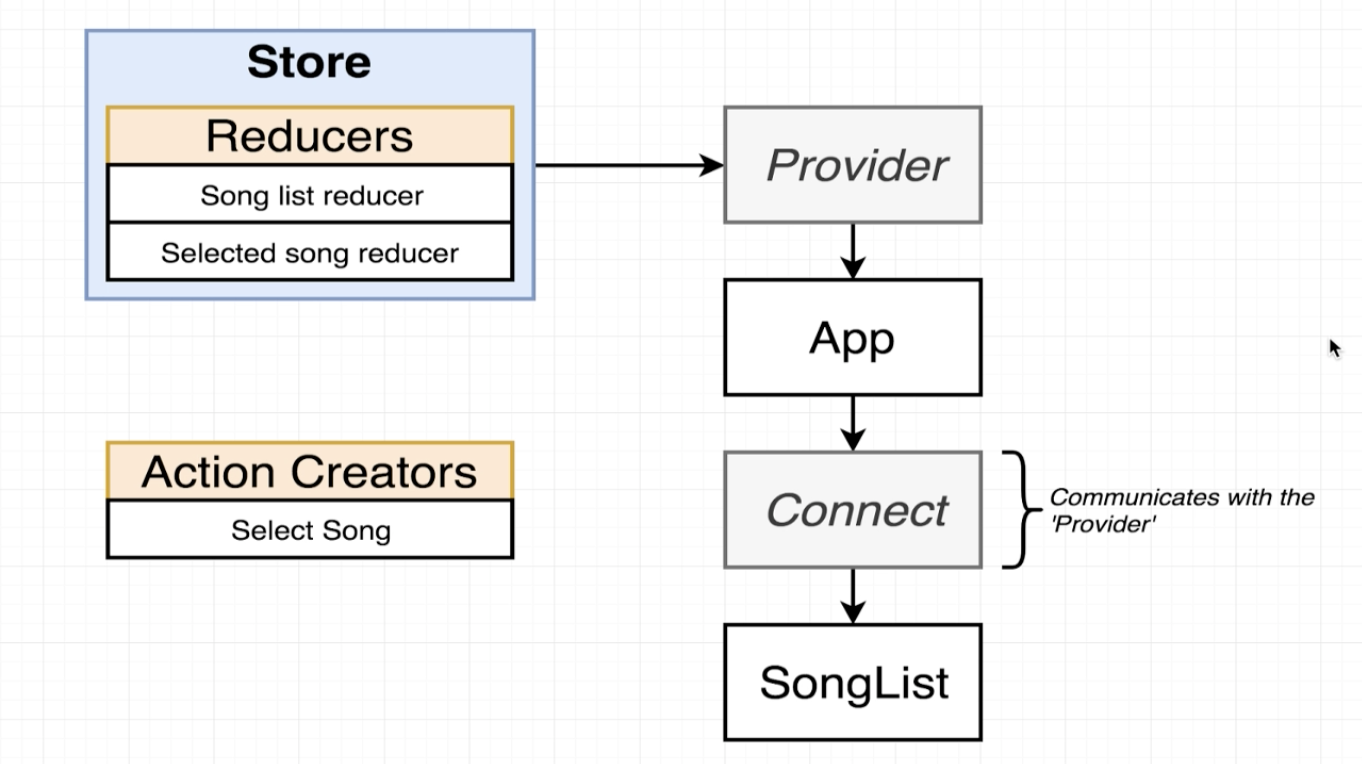 Store
Reducers
Song list reducer
Selected song reducer
Action Creators
Select Song
Provider
App
Connect
Communicates with the
'Provider'
SongList